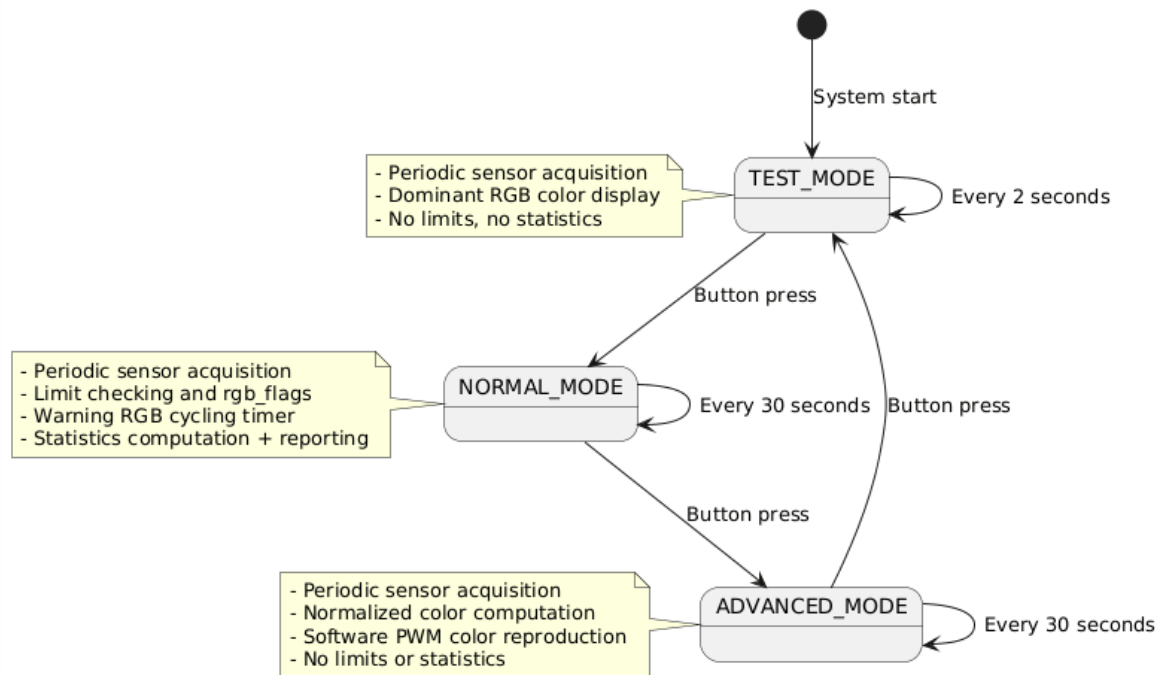 System start
- Periodic sensor acquisition
- Dominant RGB color display
- No limits, no statistics
TEST_MODE
Every 2 seconds
Button press
- Periodic sensor acquisition
- Limit checking and rgb_flags
- Warning RGB cycling timer
- Statistics computation + reporting
NORMAL_MODE
Every 30 seconds
Button press
Button press
- Periodic sensor acquisition
- Normalized color computation
- Software PWM color reproduction
- No limits or statistics
ADVANCED_MODE
Every 30 seconds